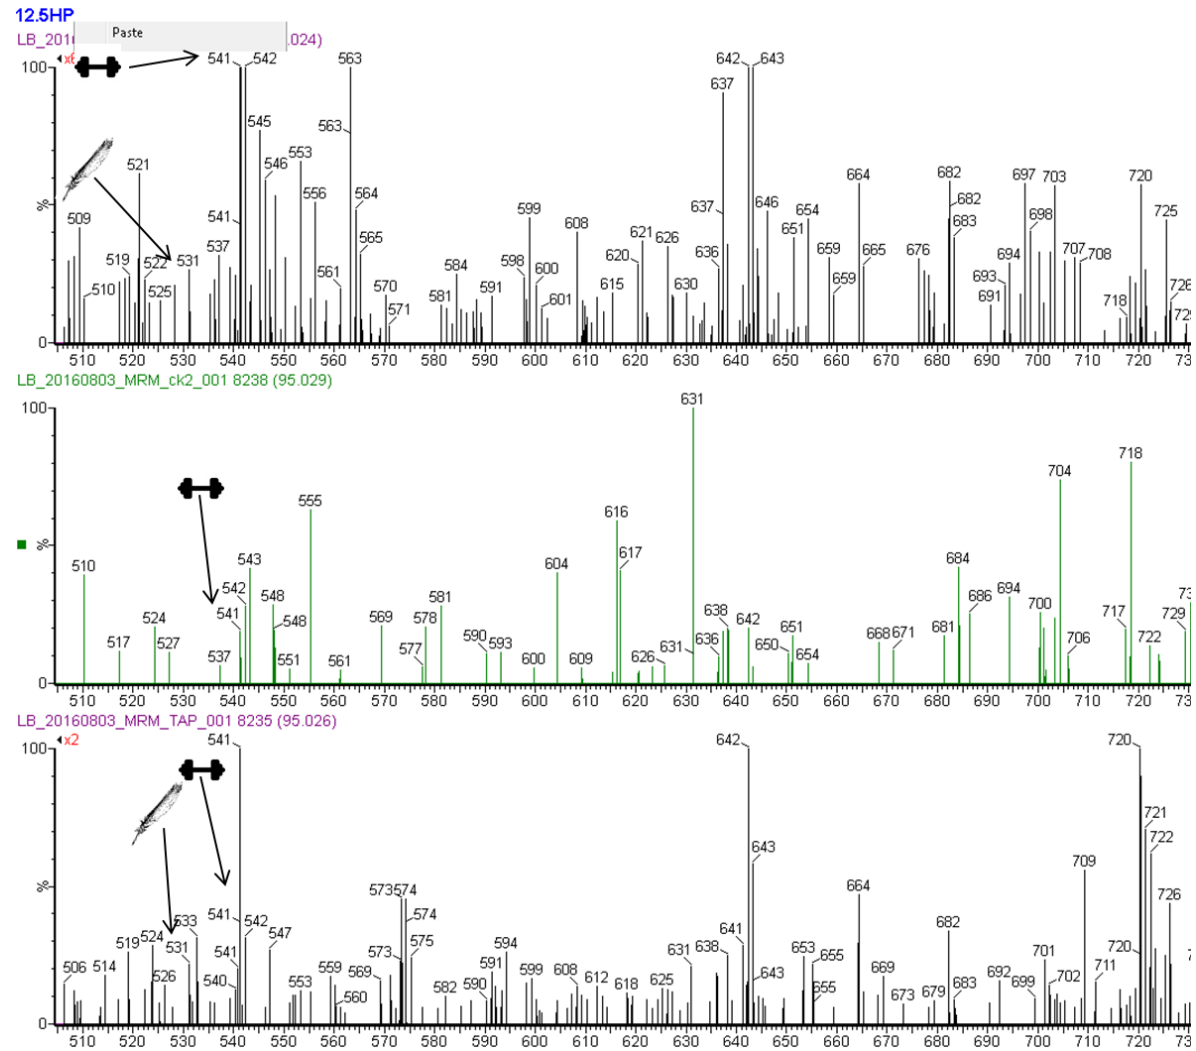 12.5HP
Paste
LB_201 .024)
x6
541 542 563 642 643
100
637
563
545
553
521 546
664 682 697 703 720
556 564 682
637 646
541 599 654 725
509 608 651 683 698
%
565 621 626
537 620 636 659 665 676 694 707 708
519 522 531 561 584 598 600 630 659 693
510 525 570 581 591 601 615 691 718 726
571 729
0
510 520 530 540 550 560 570 580 590 600 610 620 630 640 650 660 670 680 690 700 710 720 73
LB_20160803_MRM_ck2_001 8238 (95.029)
100
631
718
704
555
616
543 617 684
%
510 604
542 548 581 686 694 73
541 548 638 700
524 569 578 642 717 729
517 527 590 593 636 651 681
537 551 561 577 600 609 626 631 650 654 668 671 706 722
0
510 520 530 540 550 560 570 580 590 600 610 620 630 640 650 660 670 680 690 700 710 720 73
LB_20160803_MRM_TAP_001 8235 (95.026)
x2
541 642 720
100
721
643 722
709
%
573 574 664 726
541 542 574
533 641 682
519 524 531 541 547 573 575 594 631 638 653 655 701 720
506 514 526 540 553 559 569 591 599 608 612 625 643 669 692 702 711
560 582 590 618 655 673 679 683 699
0
510 520 530 540 550 560 570 580 590 600 610 620 630 640 650 660 670 680 690 700 710 720 73